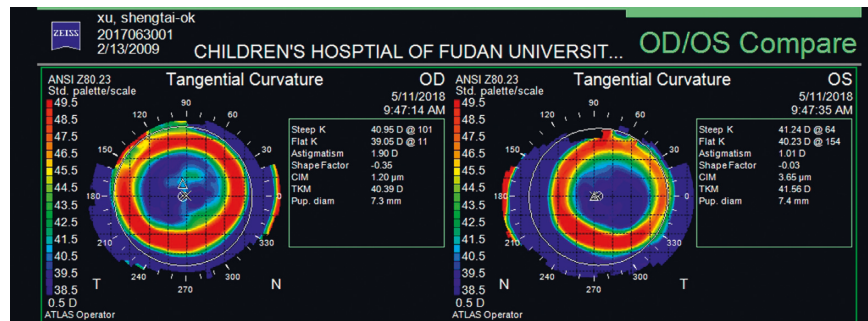 ZEISS
xu, shengtai-ok
2017063001
2/13/2009
CHILDREN'S HOSPTIAL OF FUDAN UNIVERSIT...
OD/OS Compare
ANSI Z80.23
Std. palette/scale
Tangential Curvature
OD
5/11/2018
9:47:14 AM
49.5
48.5
47.5
46.5
45.5
44.5
43.5
42.5
41.5
40.5
39.5
38.5
0.5 D
ATLAS Operator
90
120
60
150
30
180
0
210
330
240
300
270
T
N
Steep K 40.95 D @ 101
Flat K 39.05 D @ 11
Astigmatism 1.90 D
Shape Factor -0.35
CIM 1.20 µm
TKM 40.39 D
Pup. diam 7.3 mm
ANSI Z80.23
Std. palette/scale
Tangential Curvature
OS
5/11/2018
9:47:35 AM
49.5
48.5
47.5
46.5
45.5
44.5
43.5
42.5
41.5
40.5
39.5
38.5
0.5 D
ATLAS Operator
90
120
60
150
30
180
0
210
330
240
300
270
N
T
Steep K 41.24 D @ 64
Flat K 40.23 D @ 154
Astigmatism 1.01 D
Shape Factor -0.03
CIM 3.65 µm
TKM 41.56 D
Pup. diam 7.4 mm